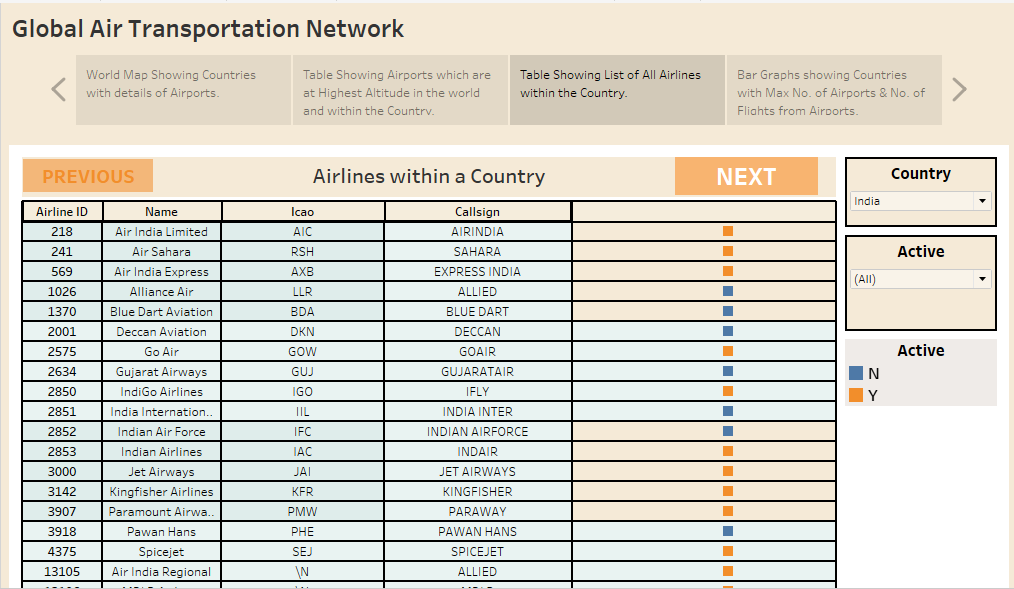 Global Air Transportation Network
World Map Showing Countries
with details of Airports.
Table Showing Airports which are
at Highest Altitude in the world
and within the Country.
Table Showing List of All Airlines
within the Country.
Bar Graphs showing Countries
with Max No. of Airports & No. of
Flights from Airports.
PREVIOUS Airlines within a Country NEXT
Airline ID Name Icao Callsign
218 Air India Limited AIC AIRINDIA
241 Air Sahara RSH SAHARA
569 Air India Express AXB EXPRESS INDIA
1026 Alliance Air LLR ALLIED
1370 Blue Dart Aviation BDA BLUE DART
2001 Deccan Aviation DKN DECCAN
2575 Go Air GOW GOAIR
2634 Gujarat Airways GUJ GUJARATAIR
2850 IndiGo Airlines IGO IFLY
2851 India Internation.. IIL INDIA INTER
2852 Indian Air Force IFC INDIAN AIRFORCE
2853 Indian Airlines IAC INDAIR
3000 Jet Airways JAI JET AIRWAYS
3142 Kingfisher Airlines KFR KINGFISHER
3907 Paramount Airwa.. PMW PARAWAY
3918 Pawan Hans PHE PAWAN HANS
4375 Spicejet SEJ SPICEJET
13105 Air India Regional \N ALLIED
Country
India
Active
(All)
Active
N
Y